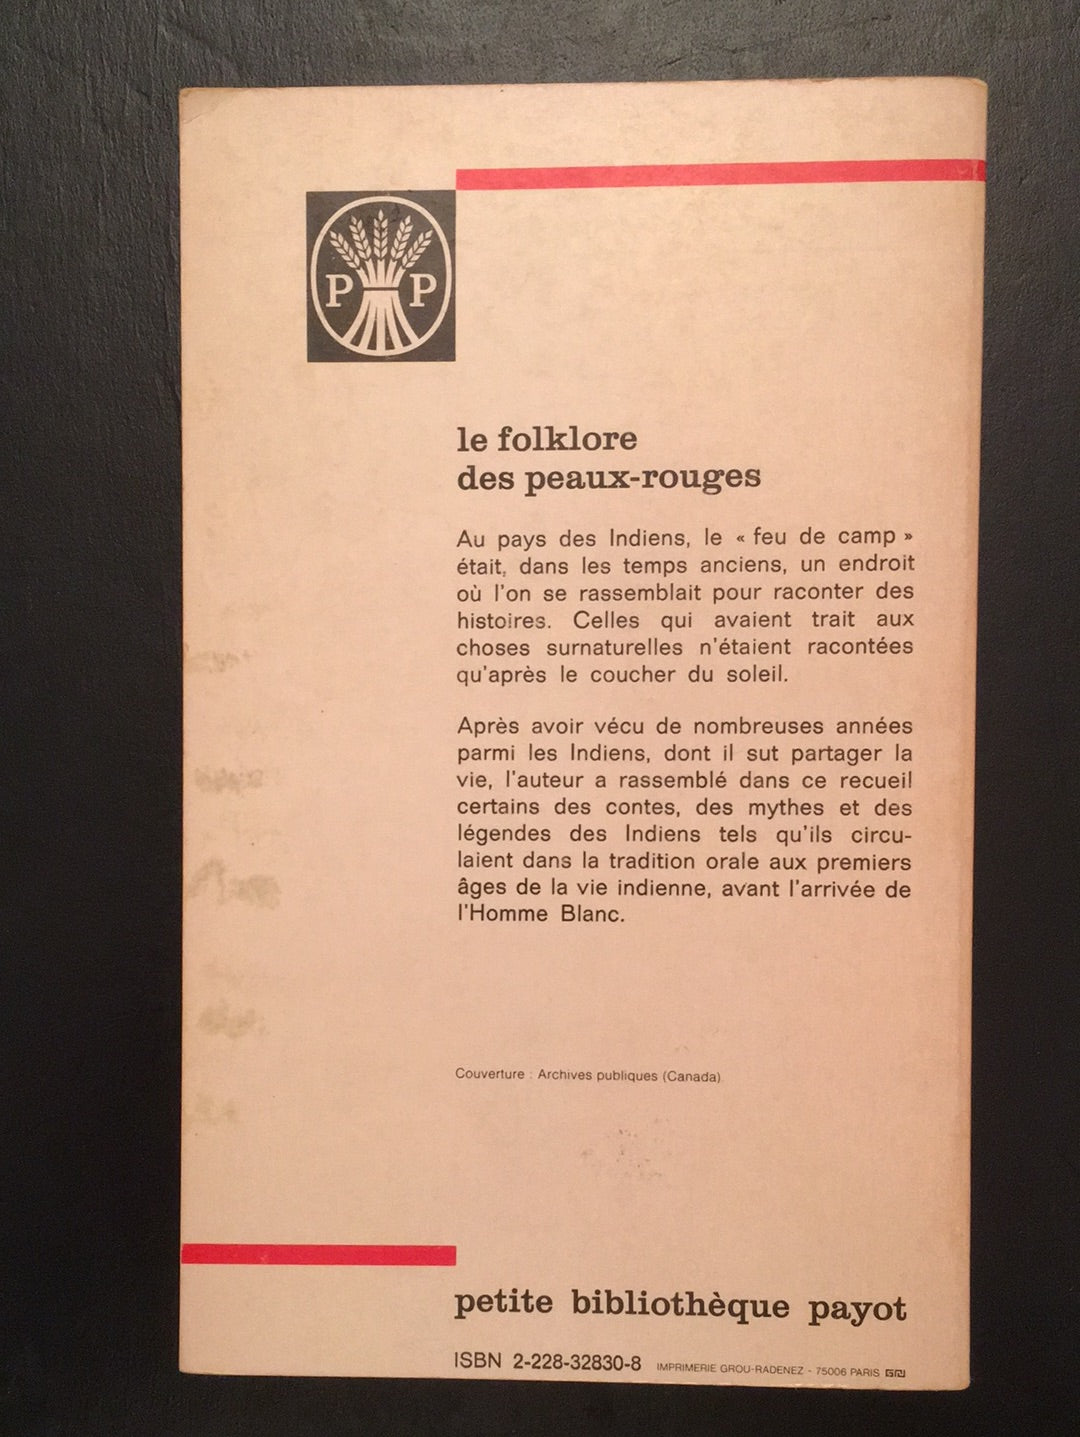 P P
le folklore
des peaux-rouges
Au pays des Indiens, le « feu de camp »
était, dans les temps anciens, un endroit
où l'on se rassemblait pour raconter des
histoires. Celles qui avaient trait aux
choses surnaturelles n'étaient racontées
qu'après le coucher du soleil.
Après avoir vécu de nombreuses années
parmi les Indiens, dont il sut partager la
vie, l'auteur a rassemblé dans ce recueil
certains des contes, des mythes et des
légendes des Indiens tels qu'ils circu-
laient dans la tradition orale aux premiers
âges de la vie indienne, avant l'arrivée de
l'Homme Blanc.
Couverture : Archives publiques (Canada).
petite bibliothèque payot
ISBN 2-228-32830-8 IMPRIMERIE GROU-RADENEZ - 75006 PARIS